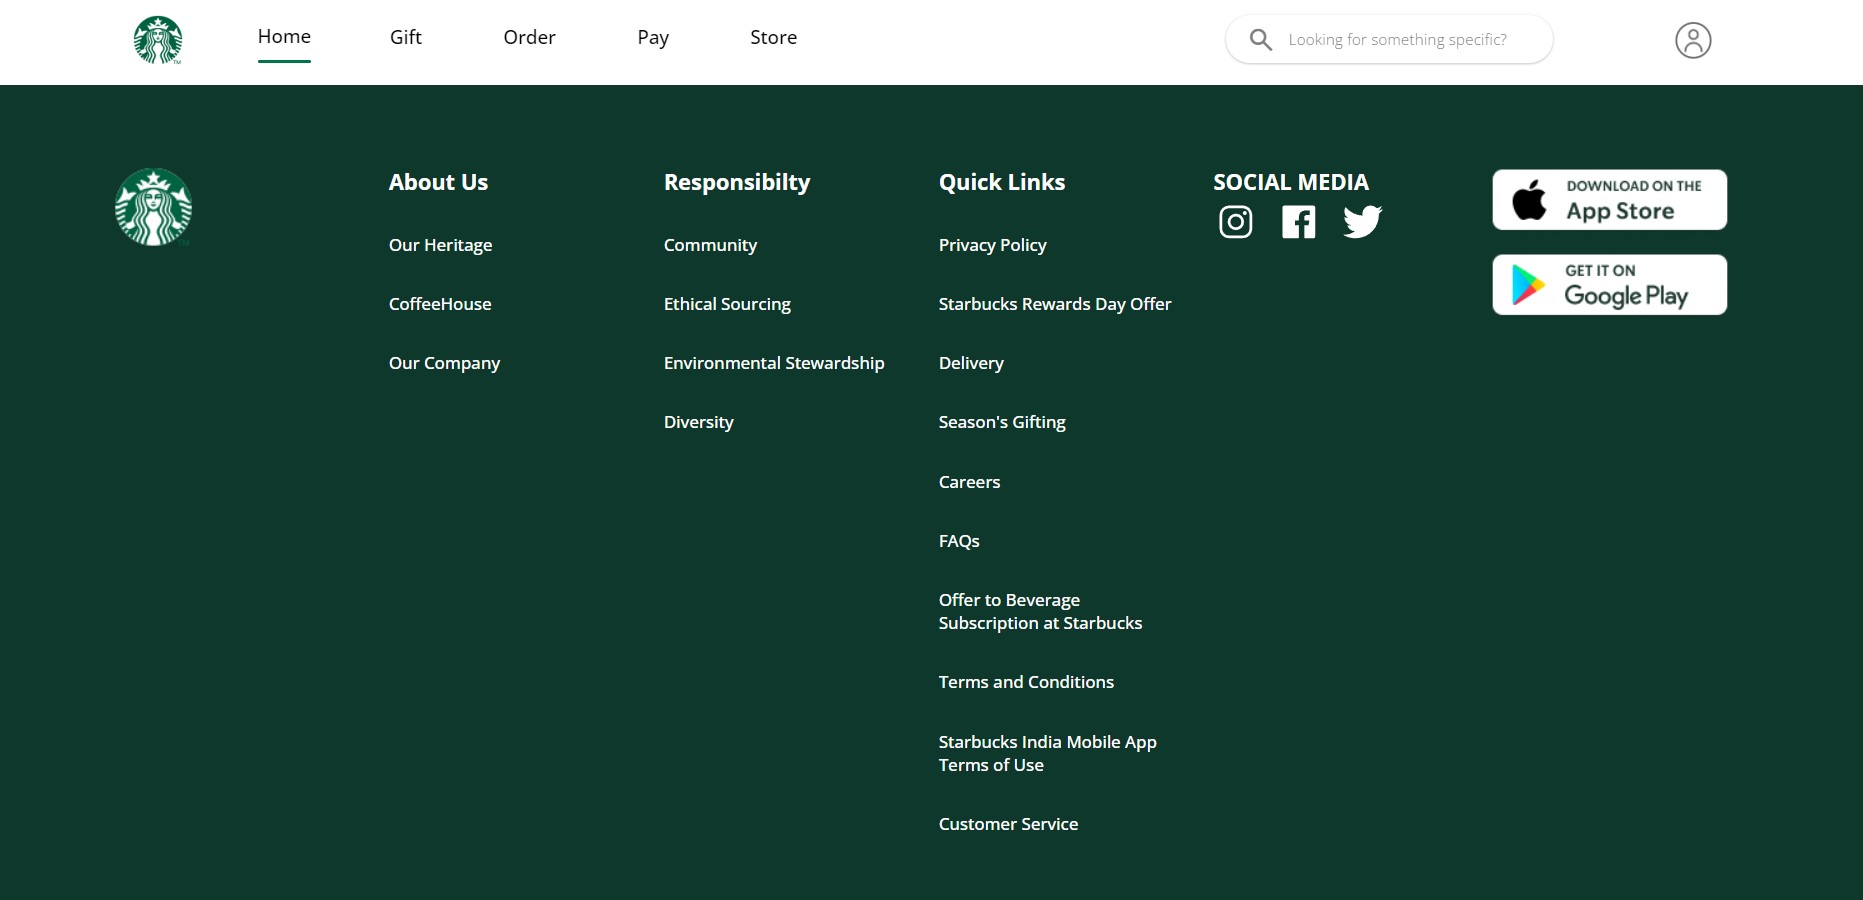 Home
Gift
Order
Pay
Store
Looking for something specific?
TM
About Us
Our Heritage
CoffeeHouse
Our Company
Responsibilty
Community
Ethical Sourcing
Environmental Stewardship
Diversity
Quick Links
Privacy Policy
Starbucks Rewards Day Offer
Delivery
Season's Gifting
Careers
FAQs
Offer to Beverage
Subscription at Starbucks
Terms and Conditions
Starbucks India Mobile App
Terms of Use
Customer Service
SOCIAL MEDIA
DOWNLOAD ON THE
App Store
GET IT ON
Google Play